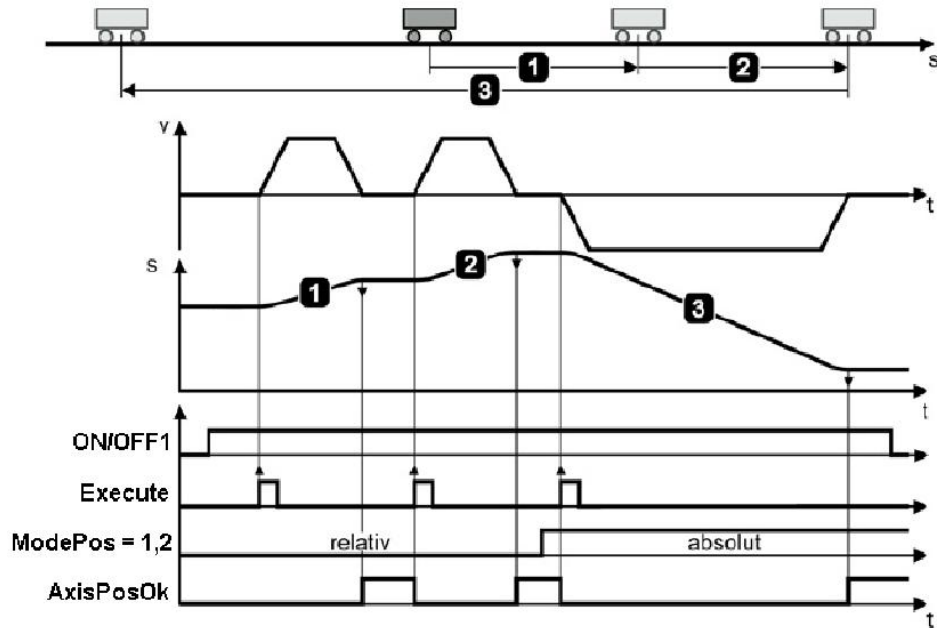 s
1
2
3
v
t
s
1
2
3
t
ON/OFF1
Execute
ModePos = 1,2
relativ
absolut
AxisPosOk
t